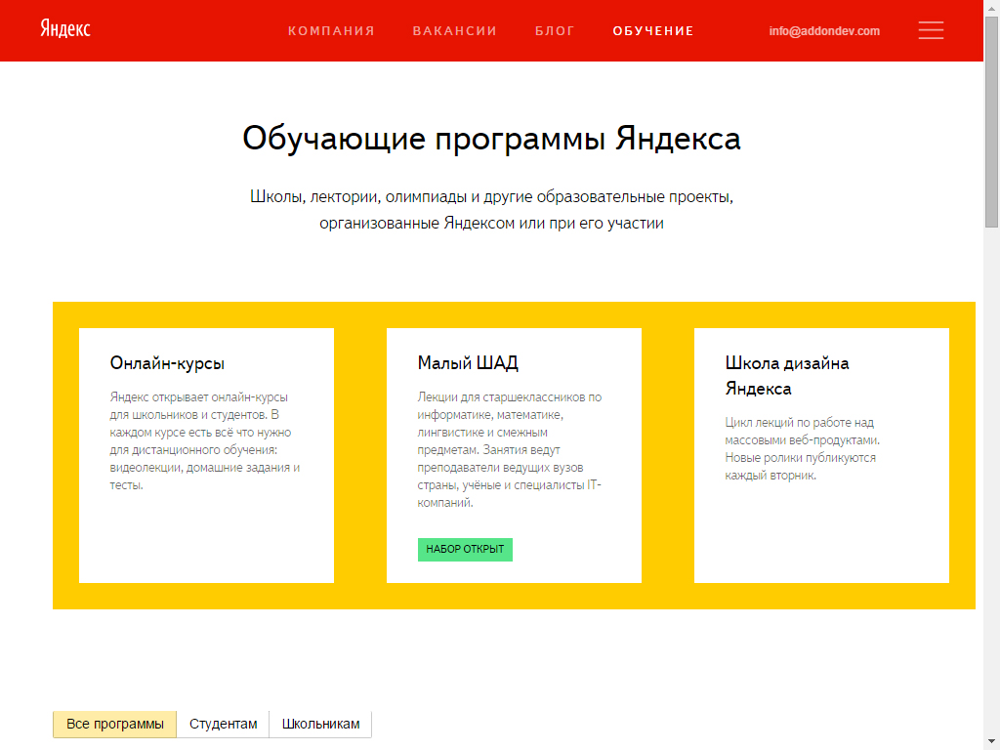 Яндекс
КОМПАНИЯ
ВАКАНСИИ
БЛОГ
ОБУЧЕНИЕ
info@addondev.com
Обучающие программы Яндекса
Школы, лектории, олимпиады и другие образовательные проекты,
организованные Яндексом или при его участии
Онлайн-курсы
Яндекс открывает онлайн-курсы
для школьников и студентов. В
каждом курсе есть всё что нужно
для дистанционного обучения:
видеолекции, домашние задания и
тесты.
Малый ШАД
Лекции для старшеклассников по
информатике, математике,
лингвистике и смежным
предметам. Занятия ведут
преподаватели ведущих вузов
страны, учёные и специалисты IT-
компаний.
НАБОР ОТКРЫТ
Школа дизайна
Яндекса
Цикл лекций по работе над
массовыми веб-продуктами.
Новые ролики публикуются
каждый вторник.
Все программы
Студентам
Школьникам